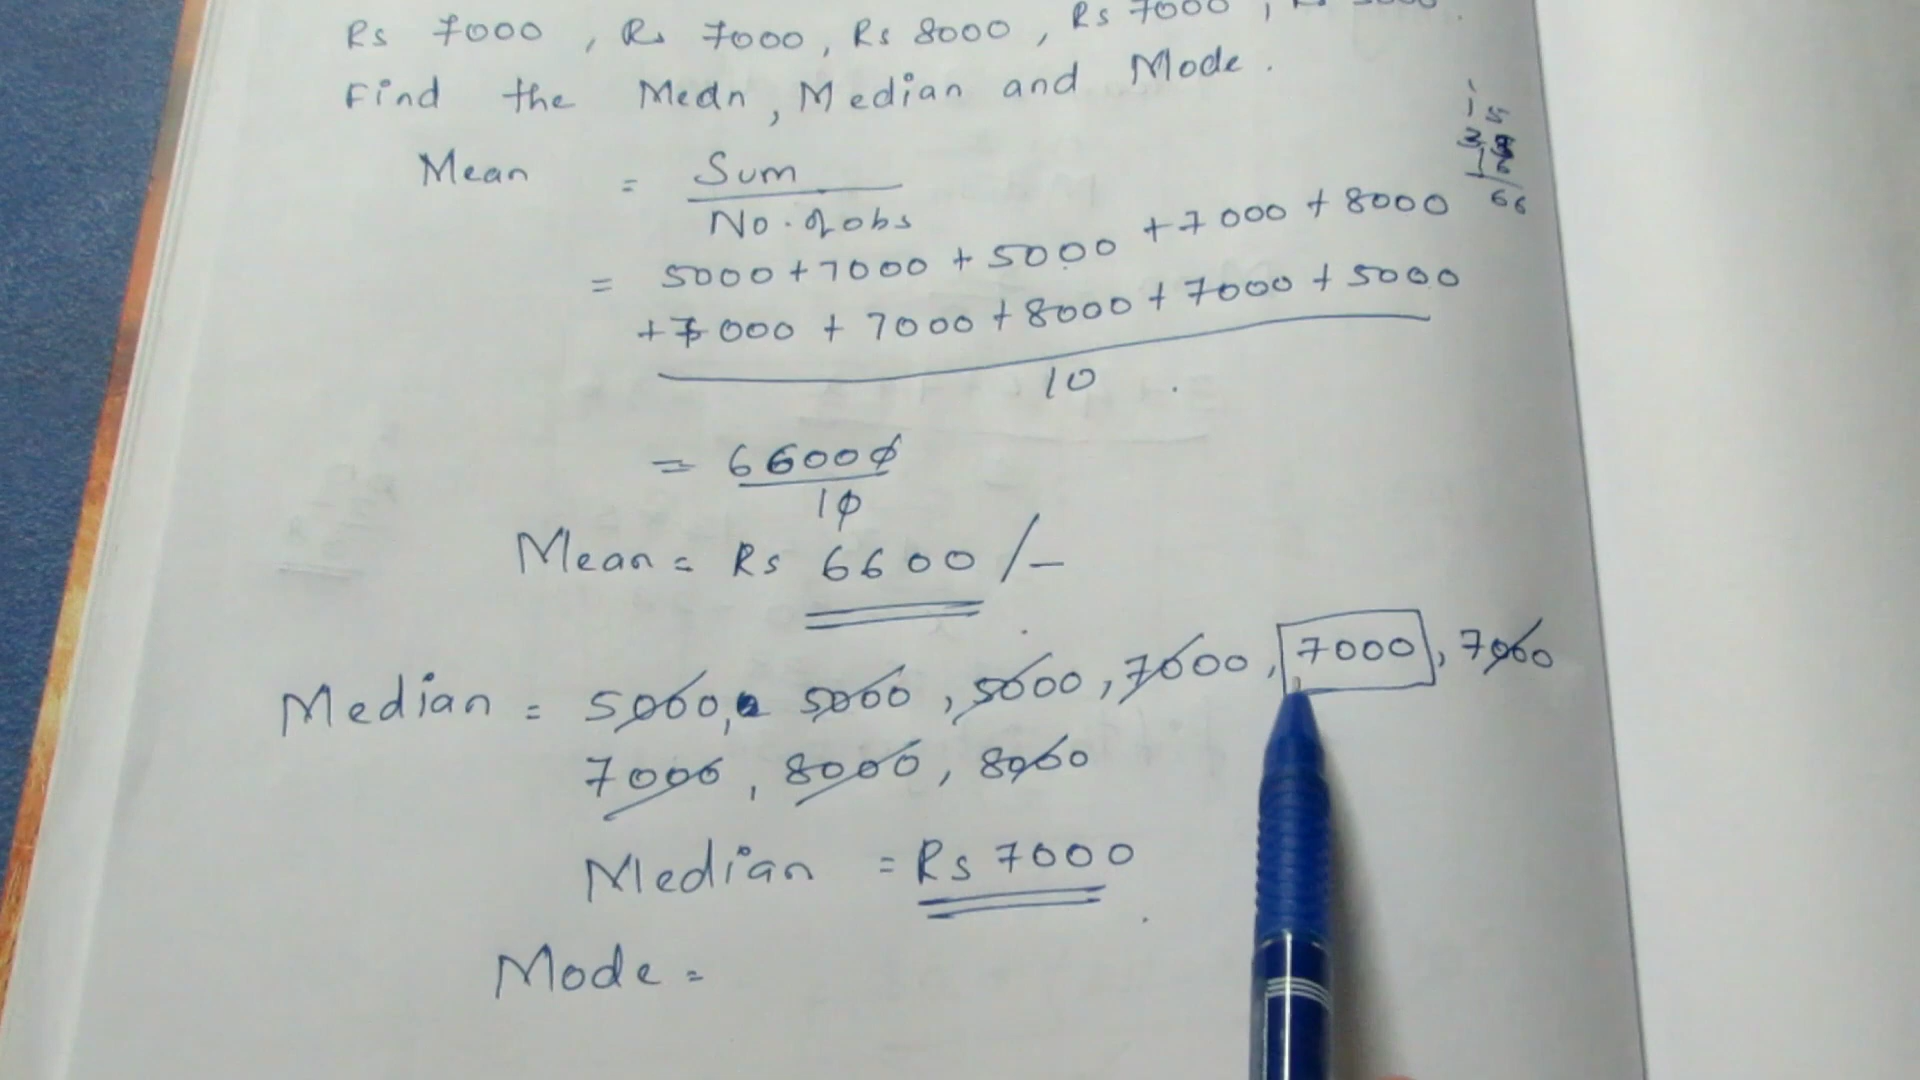 Rs 7000 , Rs 7000 , Rs 8000 , Rs 7000 ,
Find the Mean , Median and Mode .
Mean = Sum
No. of obs
= 5000 + 7000 + 5000 + 7000 + 8000
+ 7000 + 7000 + 8000 + 7000 + 5000
10
= 66000
10
Mean = Rs 6600 /-
Median = 5000, 5000 , 5000 , 7000 , 7000 , 7000
7000 , 8000 , 8000
Median = Rs 7000
Mode =
66